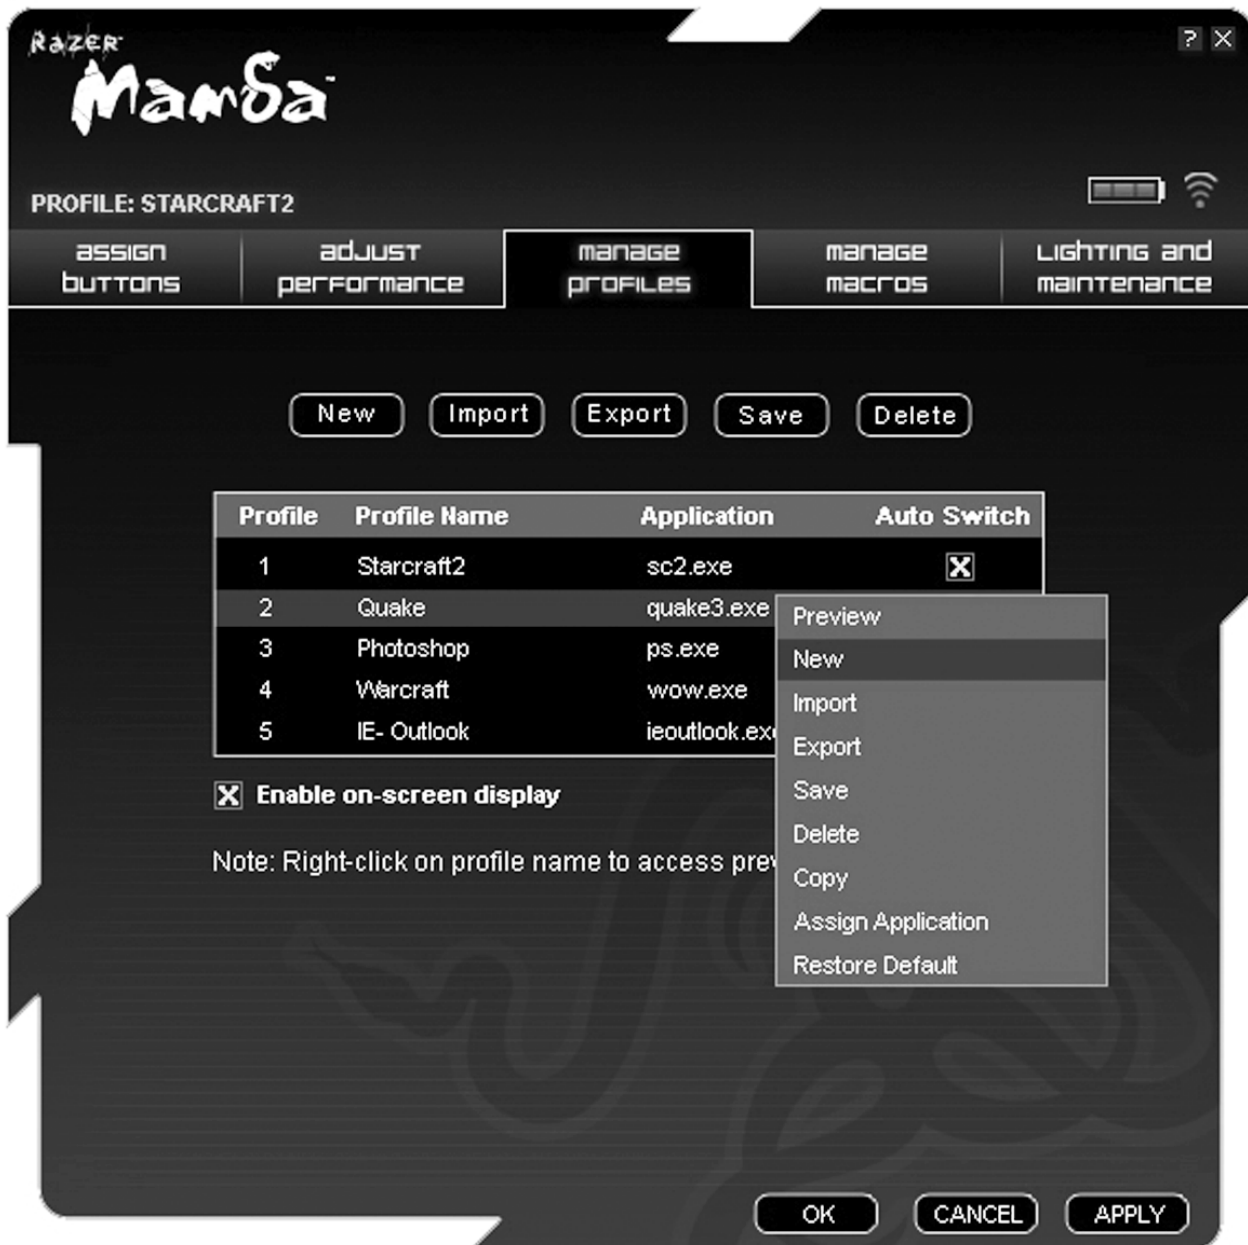 RAZER
Mamba™
? X
PROFILE: STARCRAFT2
assign buttons
adjust performance
manage profiles
manage macros
Lighting and maintenance
New Import Export Save Delete
Profile Profile Name Application Auto Switch
1 Starcraft2 sc2.exe X
2 Quake quake3.exe
3 Photoshop ps.exe
4 Warcraft wow.exe
5 IE- Outlook ieoutlook.exe
Preview
New
Import
Export
Save
Delete
Copy
Assign Application
Restore Default
X Enable on-screen display
Note: Right-click on profile name to access
OK CANCEL APPLY